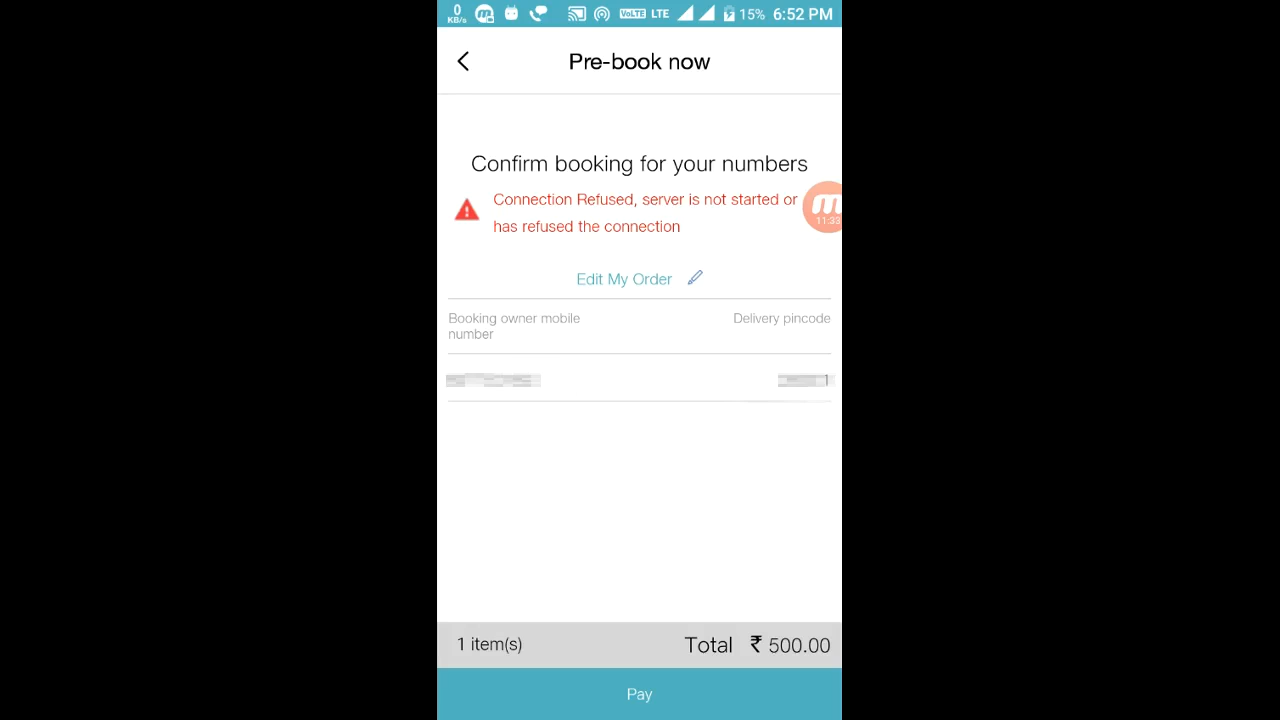 0 KB/s VoLTE LTE 15% 6:52 PM
Pre-book now
Confirm booking for your numbers
Connection Refused, server is not started or
has refused the connection
11:33
Edit My Order
Booking owner mobile
number
Delivery pincode
1 item(s) Total ₹ 500.00
Pay